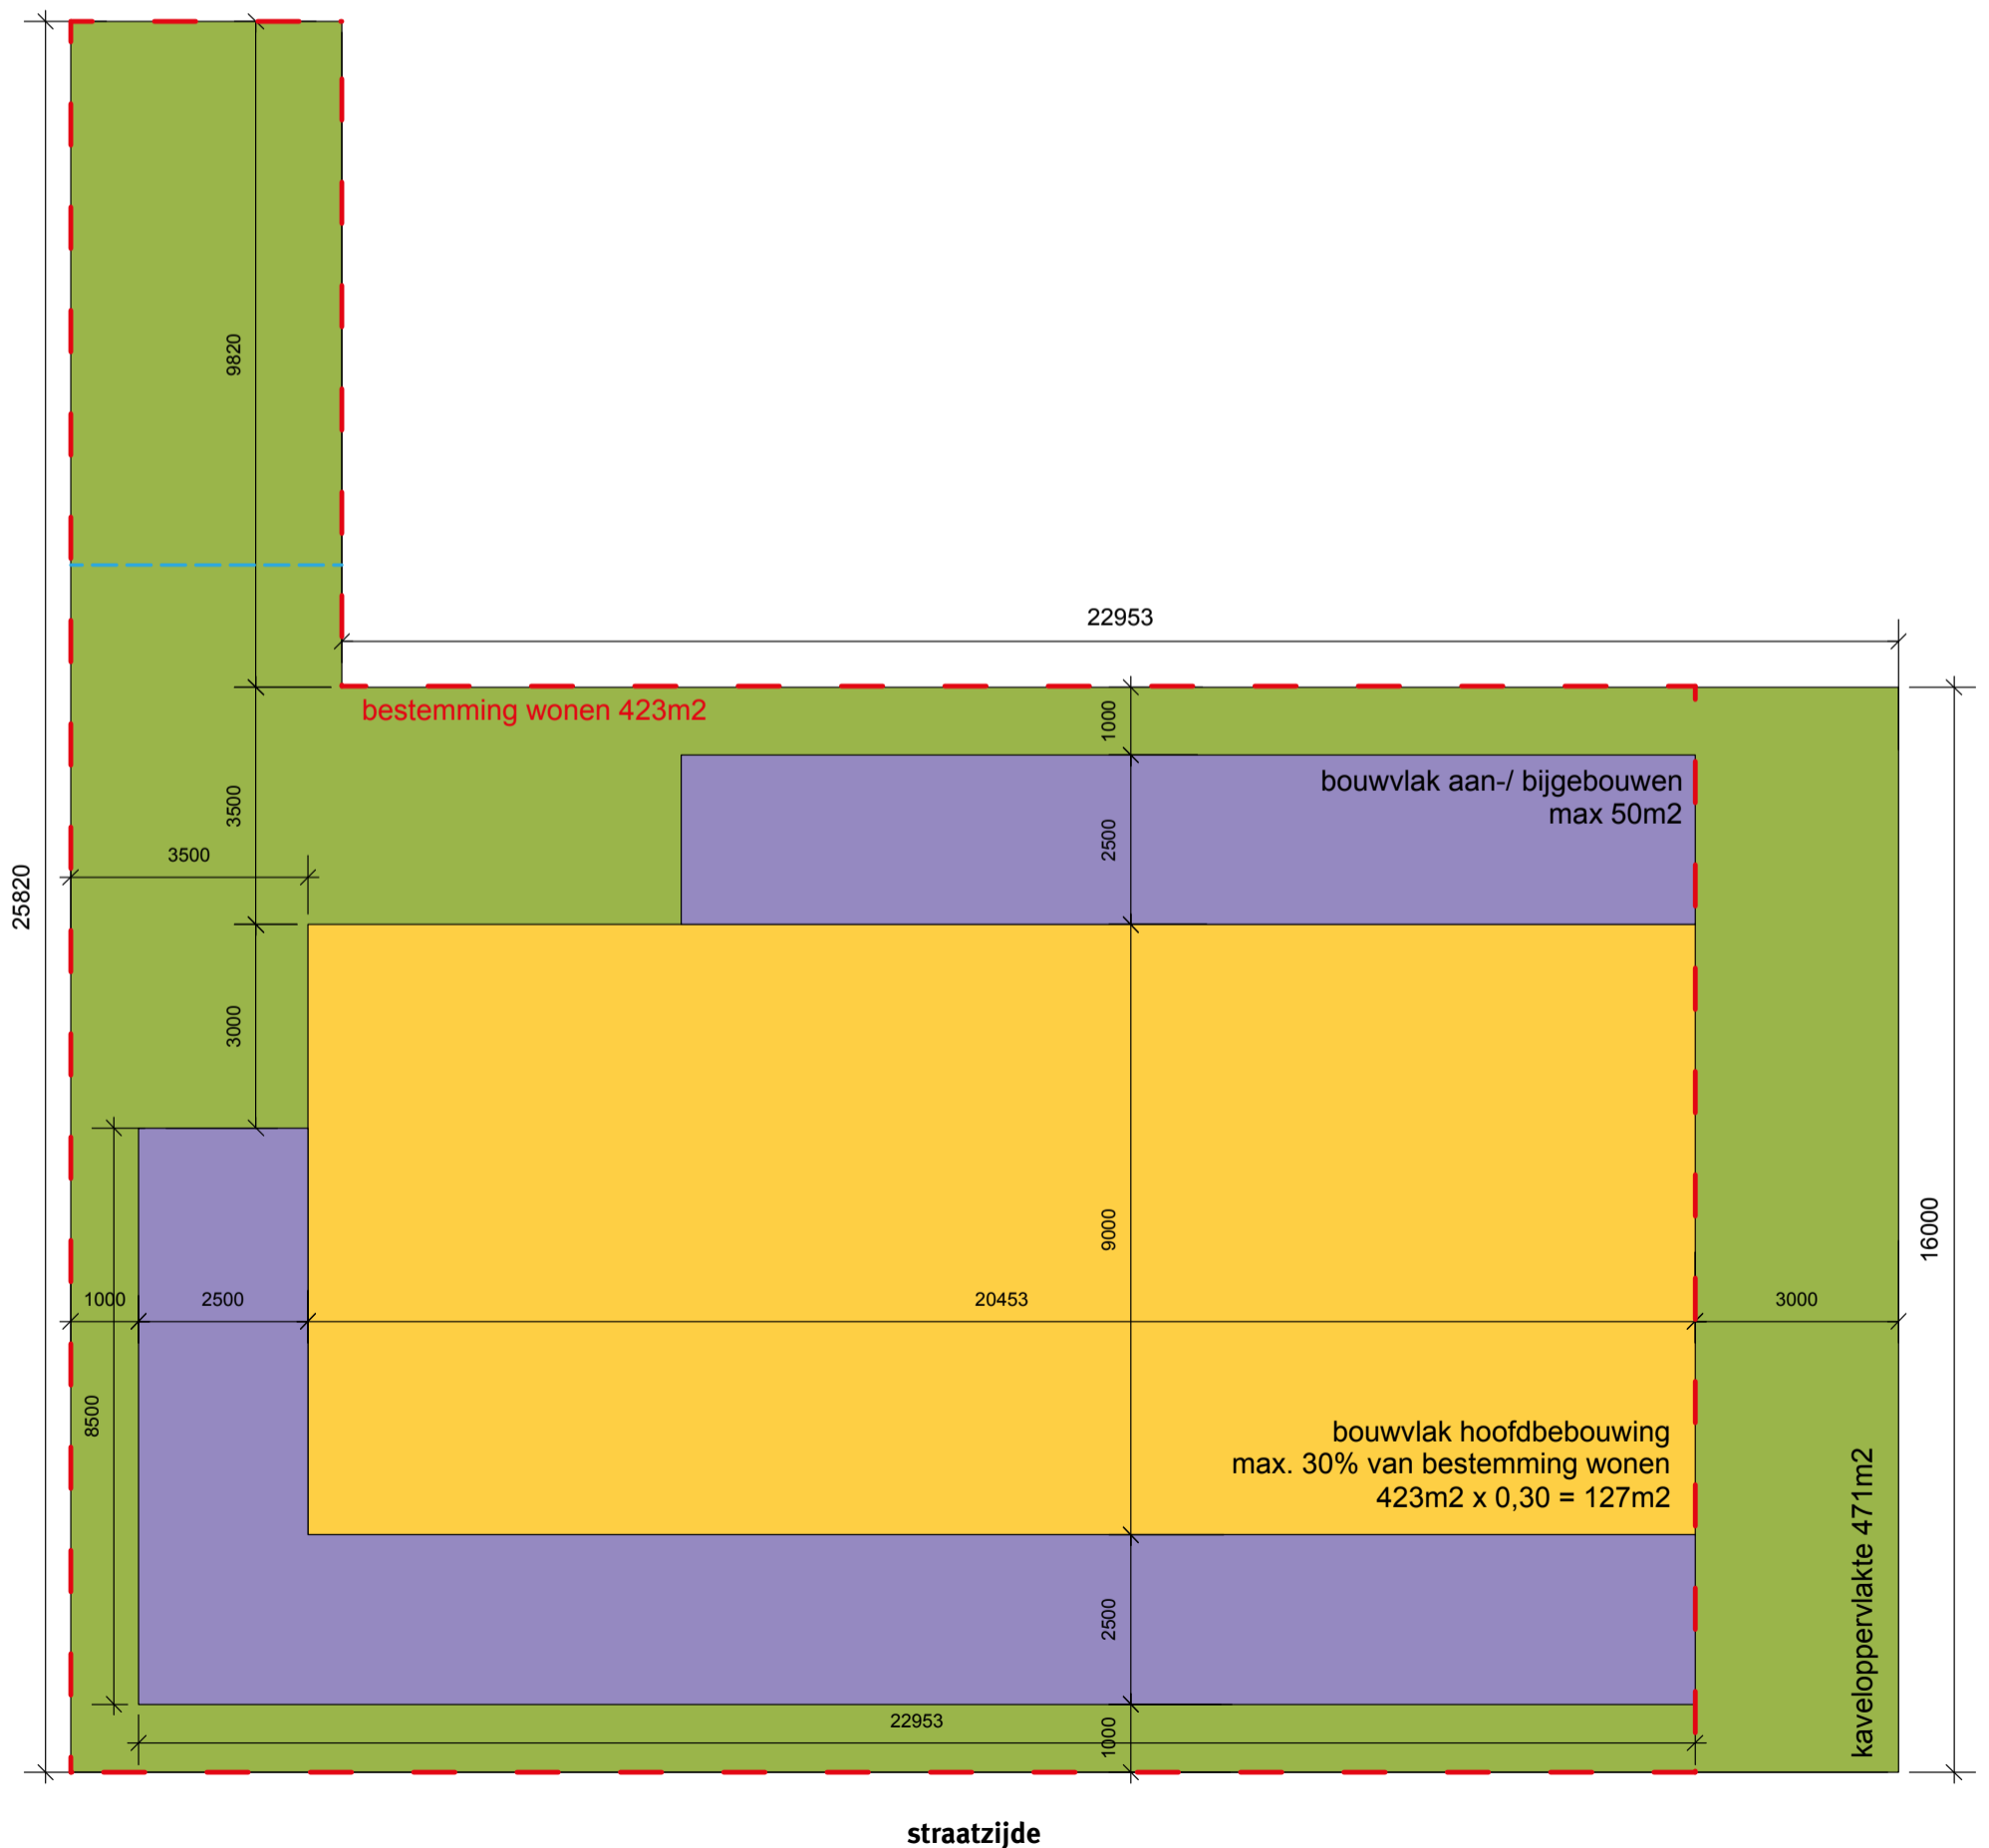 9820
22953
bestemming wonen 423m2
1000
bouwvlak aan-/ bijgebouwen
max 50m2
3500
2500
3500
25820
3000
9000
16000
1000
2500
20453
3000
8500
bouwvlak hoofdbebouwing
max. 30% van bestemming wonen
423m2 x 0,30 = 127m2
kaveloppervlakte 471m2
2500
22953
1000
straatzijde